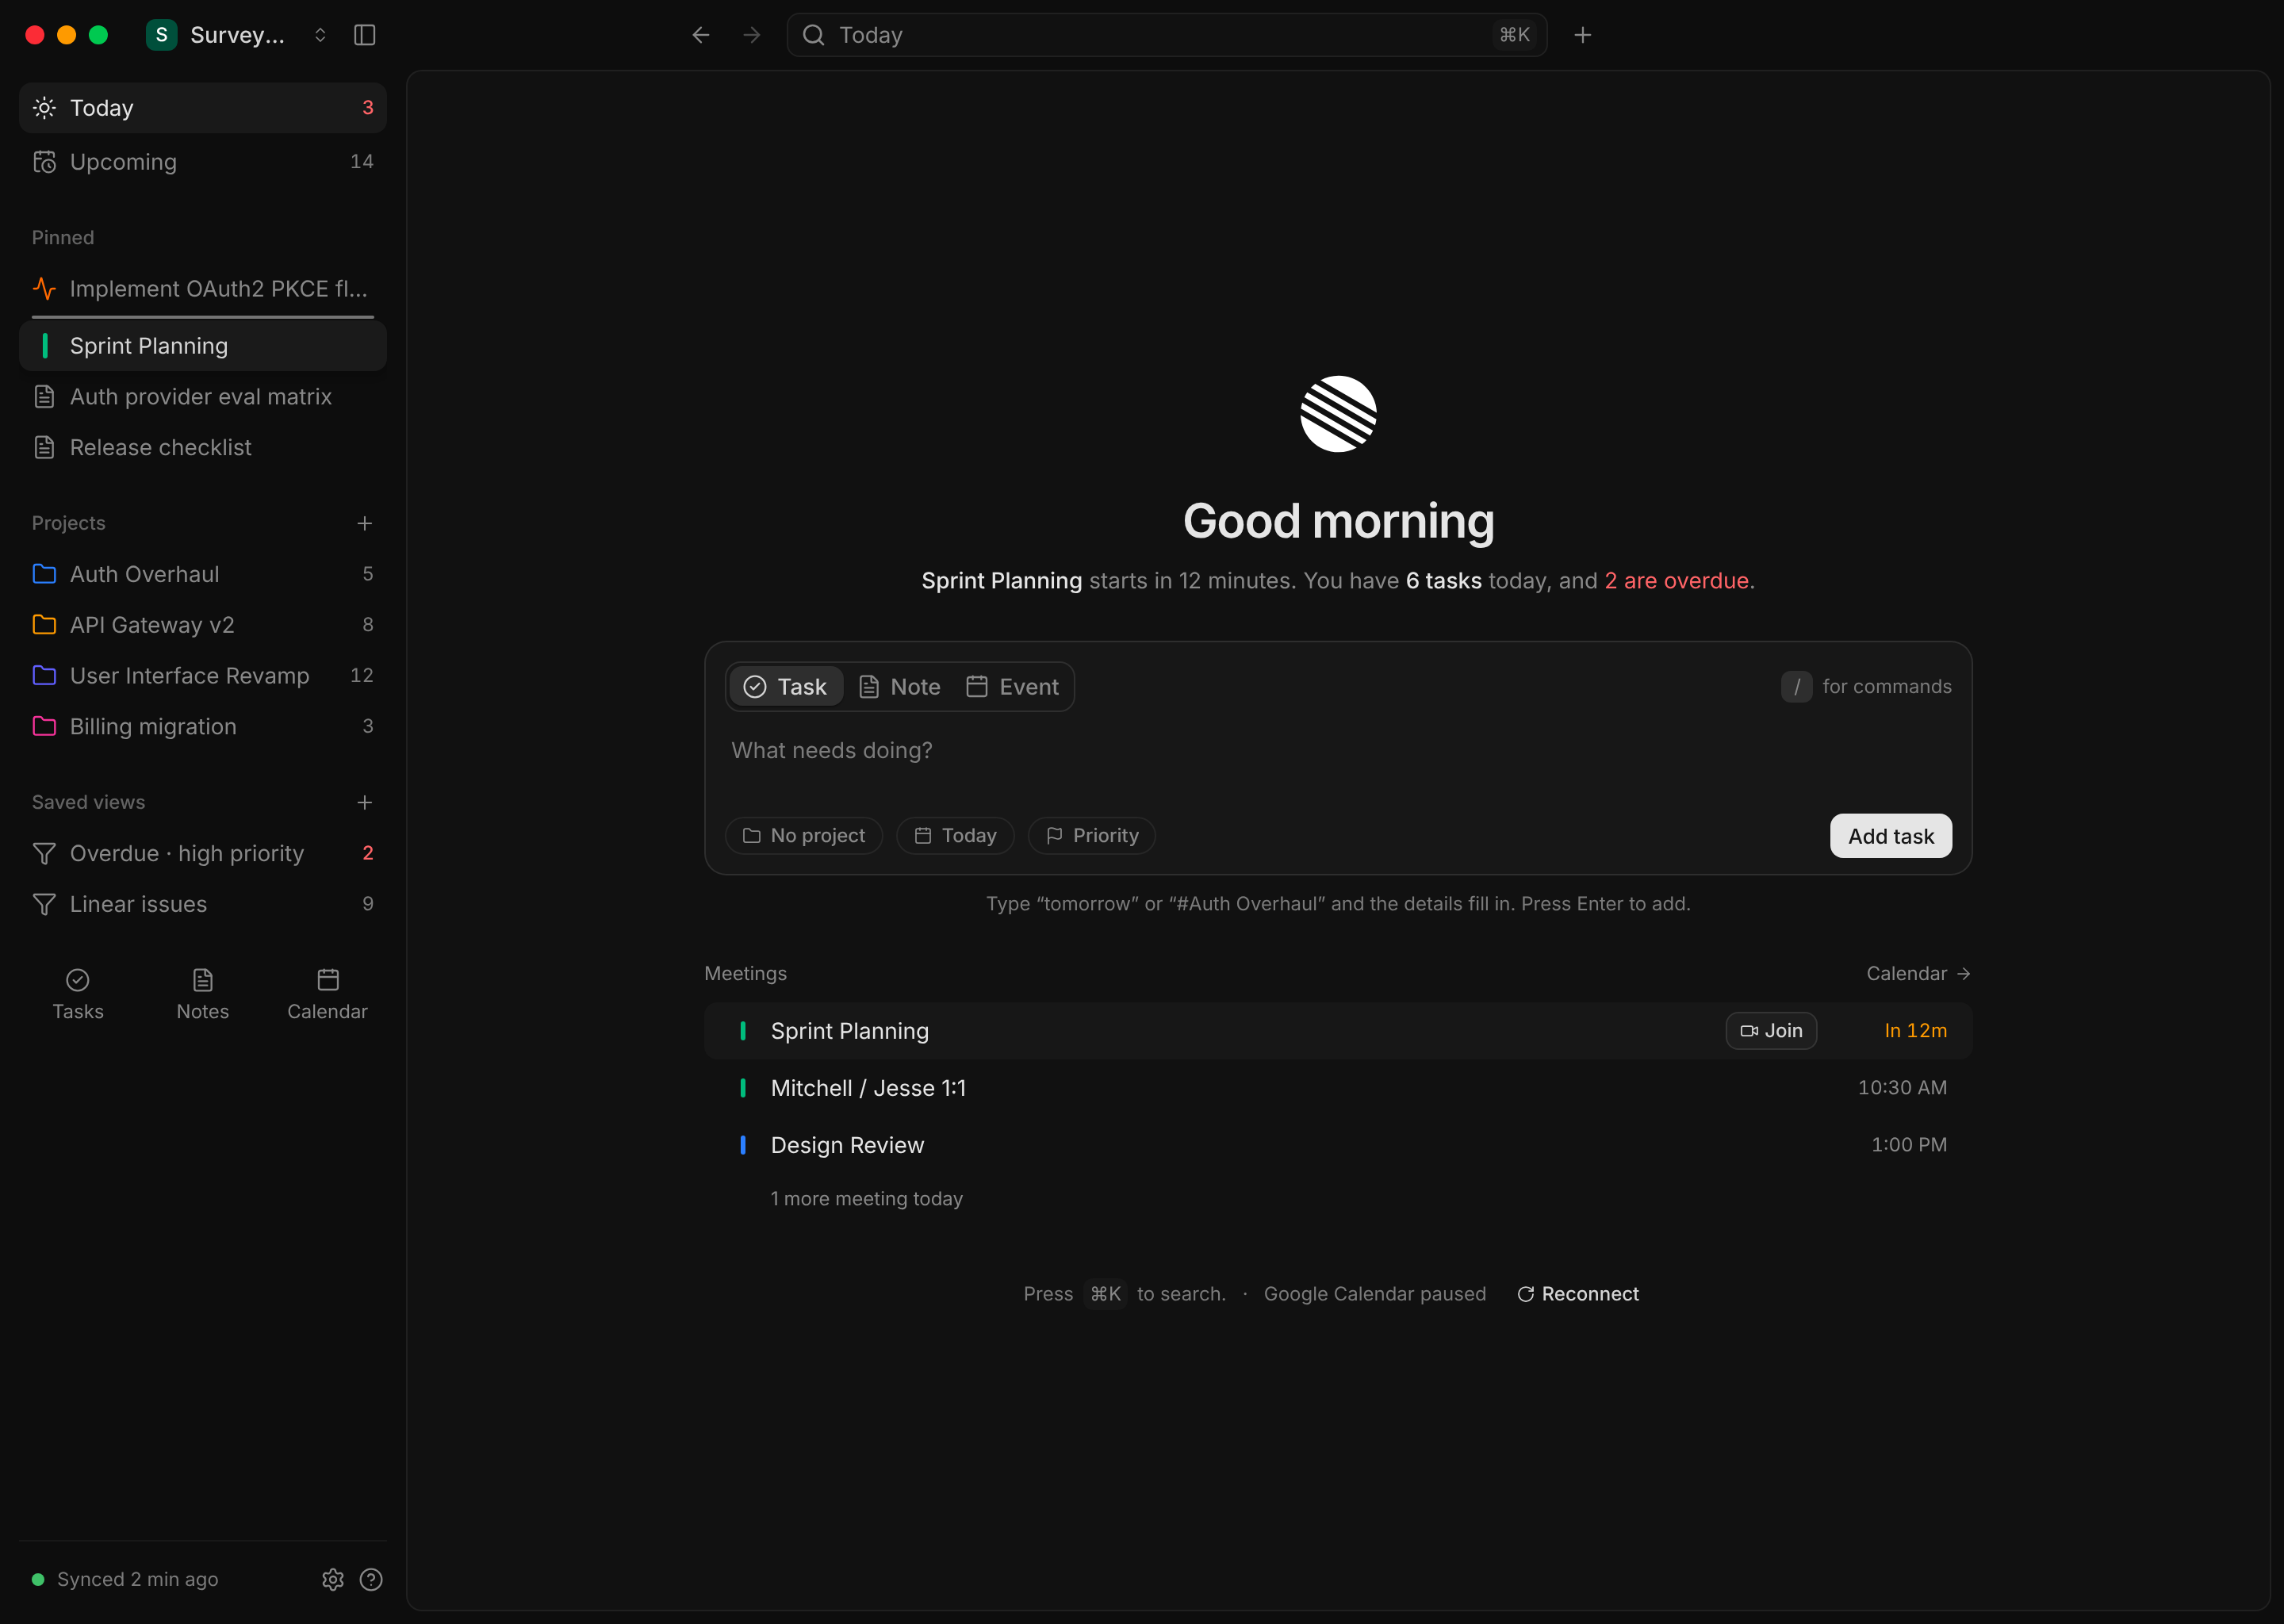 S Survey...
Today ⌘K
Today 3
Upcoming 14
Pinned
Implement OAuth2 PKCE fl...
Sprint Planning
Auth provider eval matrix
Release checklist
Projects
Auth Overhaul 5
API Gateway v2 8
User Interface Revamp 12
Billing migration 3
Saved views
Overdue · high priority 2
Linear issues 9
Tasks Notes Calendar
Synced 2 min ago
Good morning
Sprint Planning starts in 12 minutes. You have 6 tasks today, and 2 are overdue.
Task Note Event / for commands
What needs doing?
No project Today Priority Add task
Type “tomorrow” or “#Auth Overhaul” and the details fill in. Press Enter to add.
Meetings Calendar →
Sprint Planning Join In 12m
Mitchell / Jesse 1:1 10:30 AM
Design Review 1:00 PM
1 more meeting today
Press ⌘K to search. · Google Calendar paused Reconnect